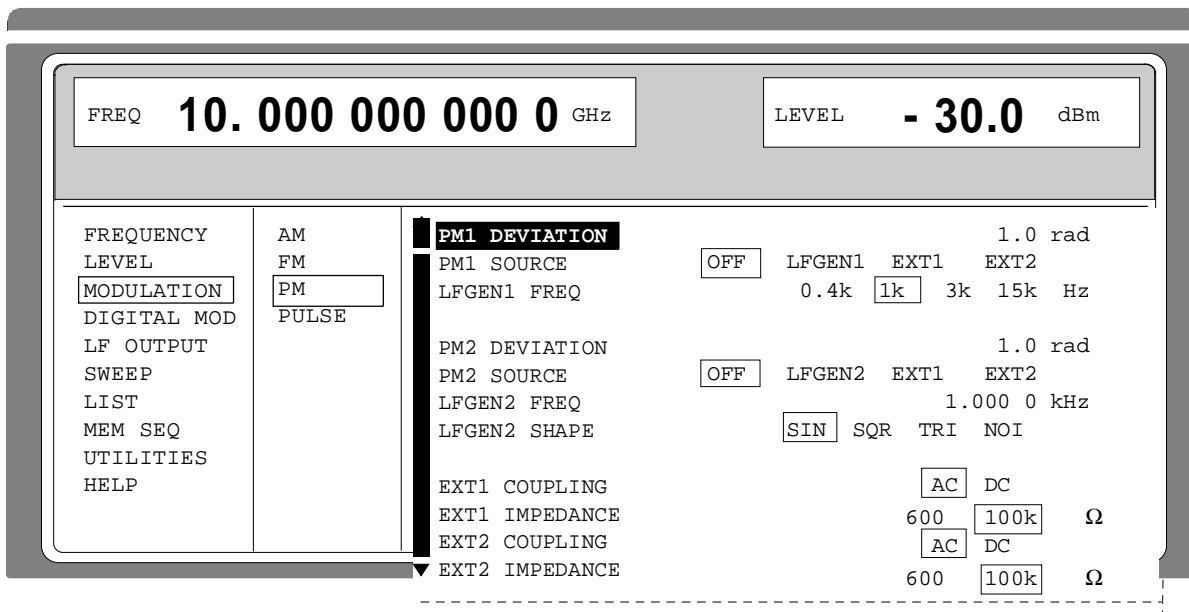 FREQ 10. 000 000 000 0 GHz LEVEL - 30.0 dBm
FREQUENCY
LEVEL
MODULATION
DIGITAL MOD
LF OUTPUT
SWEEP
LIST
MEM SEQ
UTILITIES
HELP
AM
FM
PM
PULSE
PM1 DEVIATION 1.0 rad
PM1 SOURCE OFF LFGEN1 EXT1 EXT2
LFGEN1 FREQ 0.4k 1k 3k 15k Hz
PM2 DEVIATION 1.0 rad
PM2 SOURCE OFF LFGEN2 EXT1 EXT2
LFGEN2 FREQ 1.000 0 kHz
LFGEN2 SHAPE SIN SQR TRI NOI
EXT1 COUPLING AC DC
EXT1 IMPEDANCE 600 100k Ω
EXT2 COUPLING AC DC
EXT2 IMPEDANCE 600 100k Ω